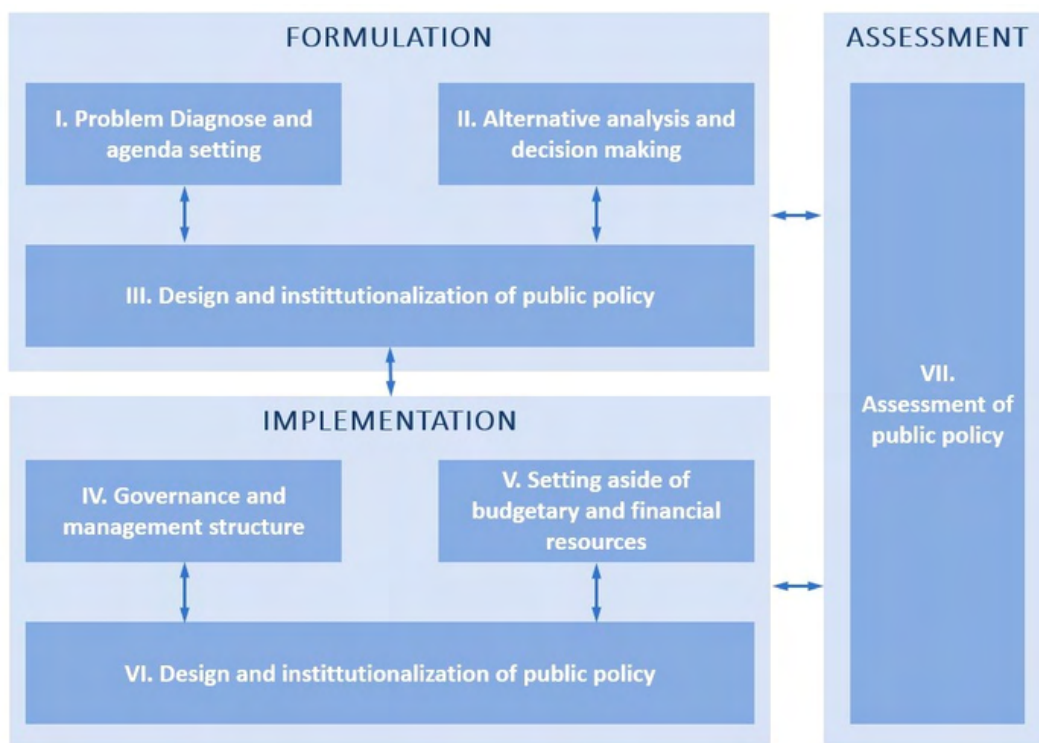 FORMULATION
I. Problem Diagnose and
agenda setting
II. Alternative analysis and
decision making
III. Design and instittutionalization of public policy
IMPLEMENTATION
IV. Governance and
management structure
V. Setting aside of
budgetary and financial
resources
VI. Design and instittutionalization of public policy
ASSESSMENT
VII.
Assessment of
public policy